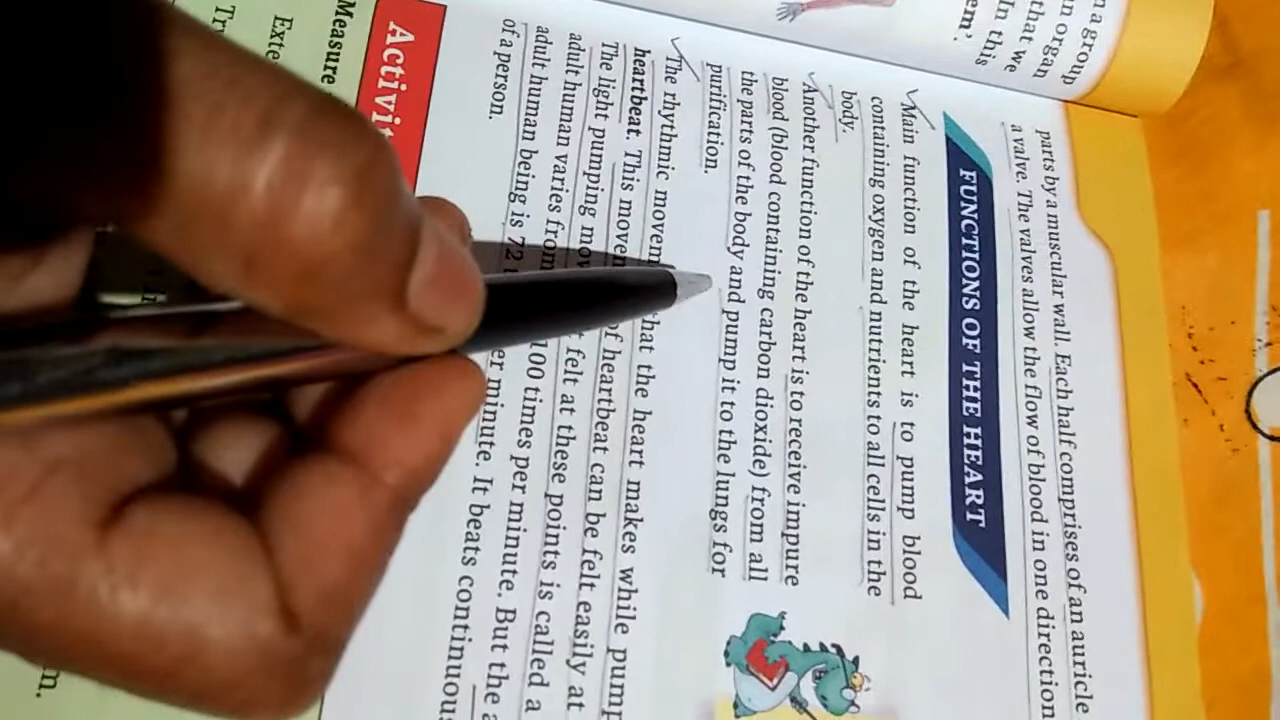 n a group
n organ
that we
In this
em'.
parts by a muscular wall. Each half comprises of an auricle
a valve. The valves allow the flow of blood in one direction
FUNCTIONS OF THE HEART
Main function of the heart is to pump blood
containing oxygen and nutrients to all cells in the
body.
Another function of the heart is to receive impure
blood (blood containing carbon dioxide) from all
the parts of the body and pump it to the lungs for
purification.
The rhythmic movem hat the heart makes while pump
heartbeat. This movem of heartbeat can be felt easily at
The light pumping mov felt at these points is called a
adult human varies from 100 times per minute. But the a
adult human being is 72 er minute. It beats continuous
of a person.
Activit
Measure
Exte
Try
m.